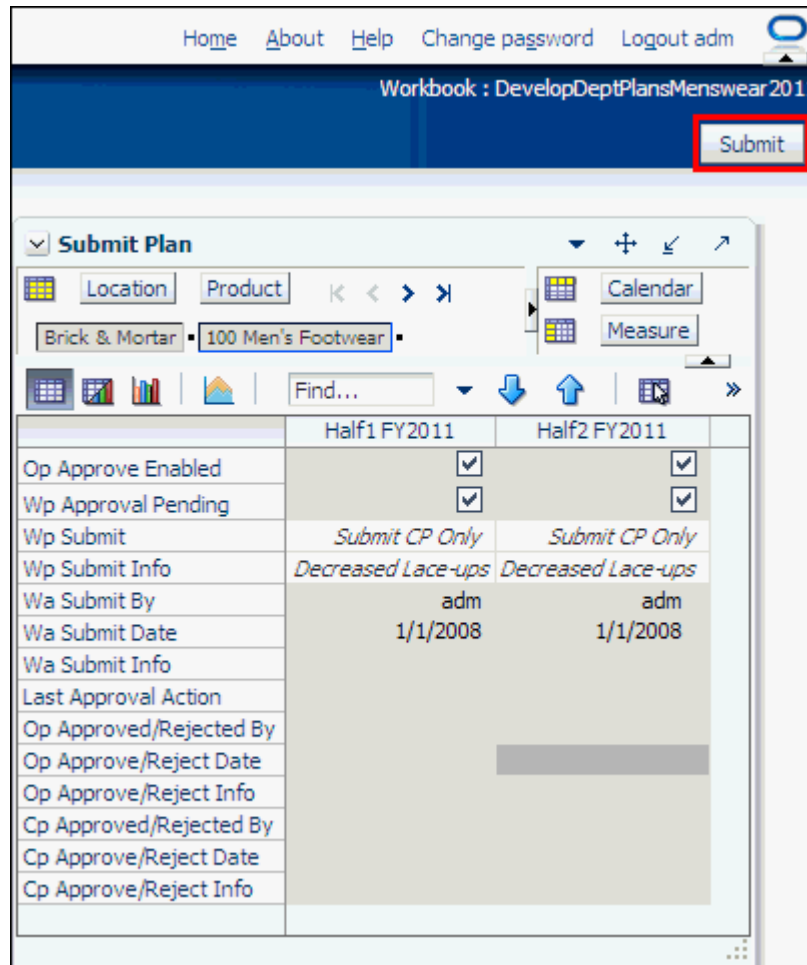 Home About Help Change password Logout adm
Workbook : DevelopDeptPlansMenswear201
Submit
Submit Plan
Location Product Calendar
Brick & Mortar 100 Men's Footwear Measure
Find...
Half1 FY2011 Half2 FY2011
Op Approve Enabled
Wp Approval Pending
Wp Submit Submit CP Only Submit CP Only
Wp Submit Info Decreased Lace-ups Decreased Lace-ups
Wa Submit By adm adm
Wa Submit Date 1/1/2008 1/1/2008
Wa Submit Info
Last Approval Action
Op Approved/Rejected By
Op Approve/Reject Date
Op Approve/Reject Info
Cp Approved/Rejected By
Cp Approve/Reject Date
Cp Approve/Reject Info